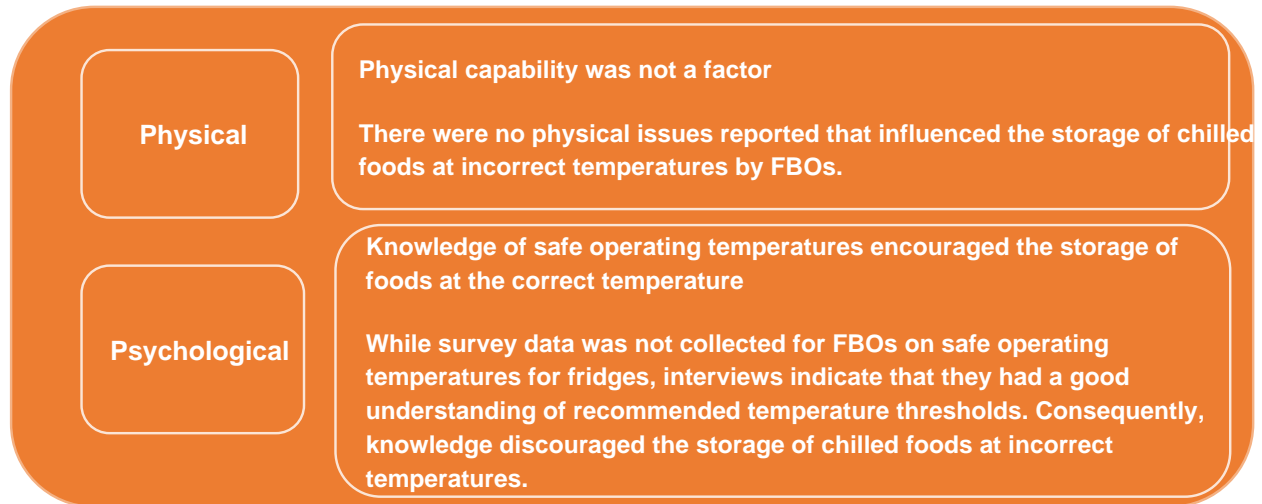 Physical
Physical capability was not a factor
There were no physical issues reported that influenced the storage of chilled
foods at incorrect temperatures by FBOs.
Psychological
Knowledge of safe operating temperatures encouraged the storage of
foods at the correct temperature
While survey data was not collected for FBOs on safe operating
temperatures for fridges, interviews indicate that they had a good
understanding of recommended temperature thresholds. Consequently,
knowledge discouraged the storage of chilled foods at incorrect
temperatures.